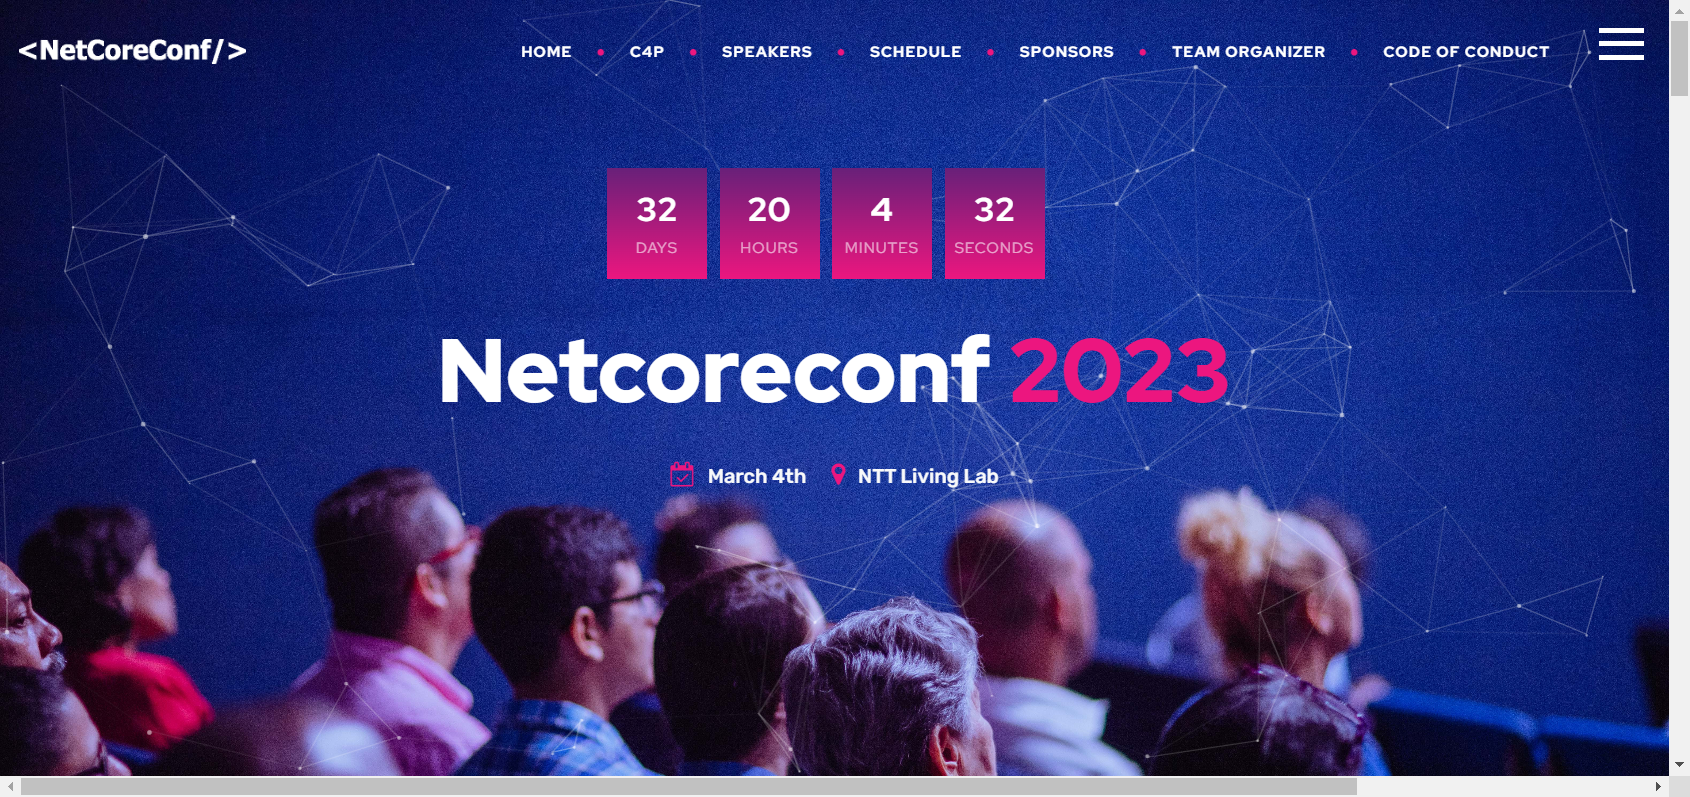 <NetCoreConf/>
HOME • C4P • SPEAKERS • SCHEDULE • SPONSORS • TEAM ORGANIZER • CODE OF CONDUCT
32 20 4 32
DAYS HOURS MINUTES SECONDS
Netcoreconf 2023
March 4th NTT Living Lab